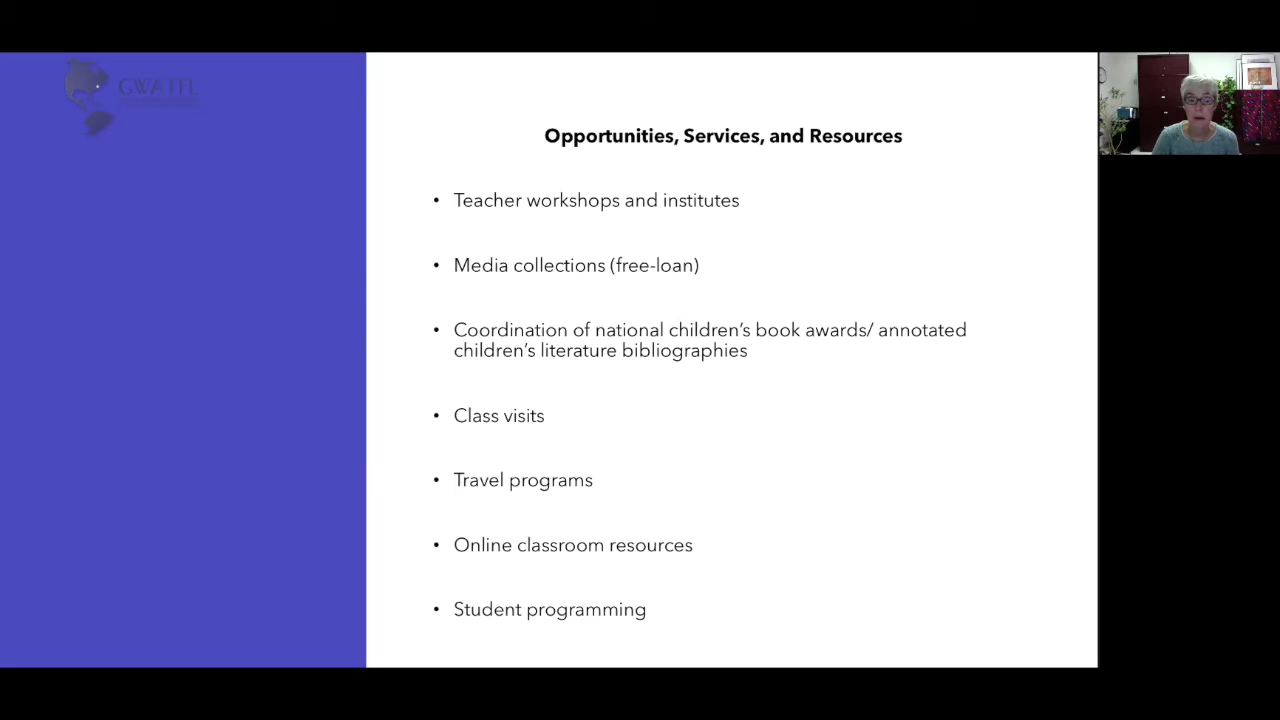 GWATFL
Opportunities, Services, and Resources
• Teacher workshops and institutes
• Media collections (free-loan)
• Coordination of national children’s book awards/ annotated
children’s literature bibliographies
• Class visits
• Travel programs
• Online classroom resources
• Student programming